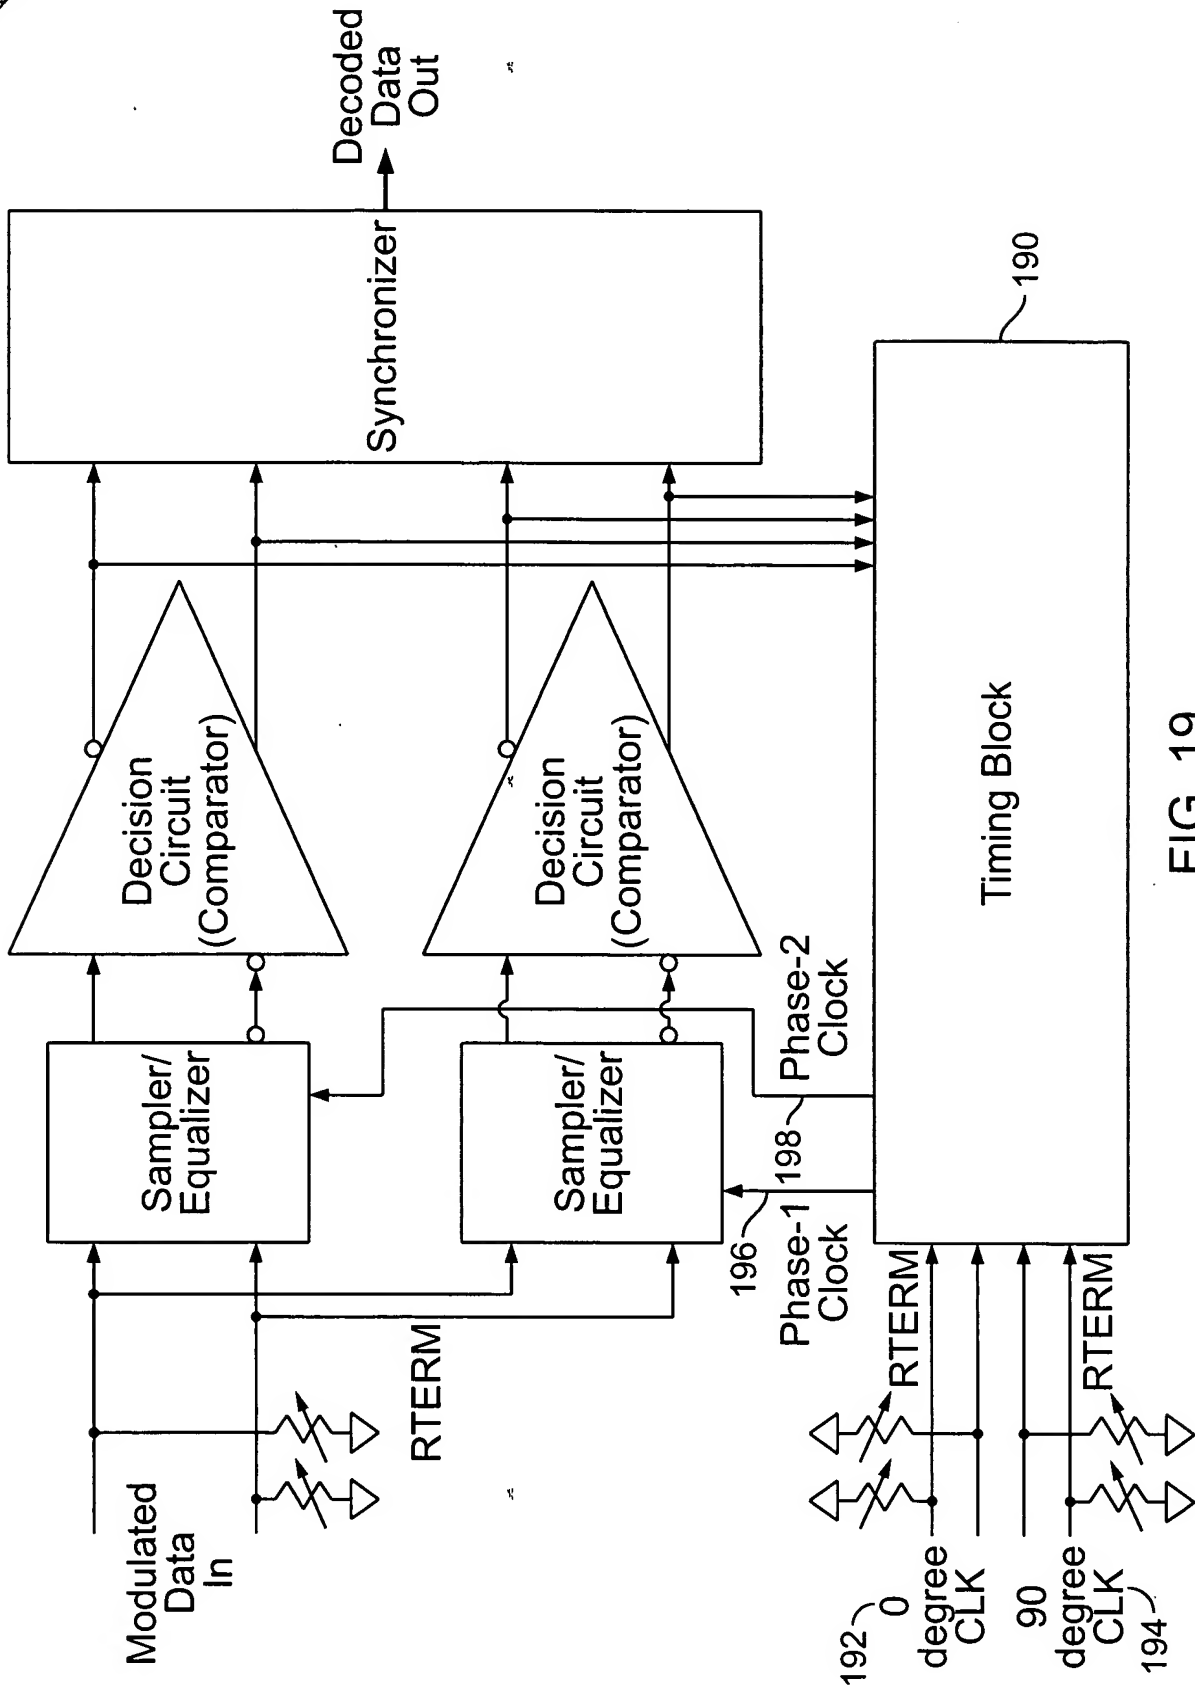 Modulated
Data
In
RTERM
Sampler/
Equalizer
Decision
Circuit
(Comparator)
Sampler/
Equalizer
Decision
Circuit
(Comparator)
Synchronizer
Decoded
Data
Out
196
Phase-1
Clock
198
Phase-2
Clock
192
0
degree
CLK
90
degree
CLK
194
RTERM
RTERM
Timing Block
190
FIG. 19